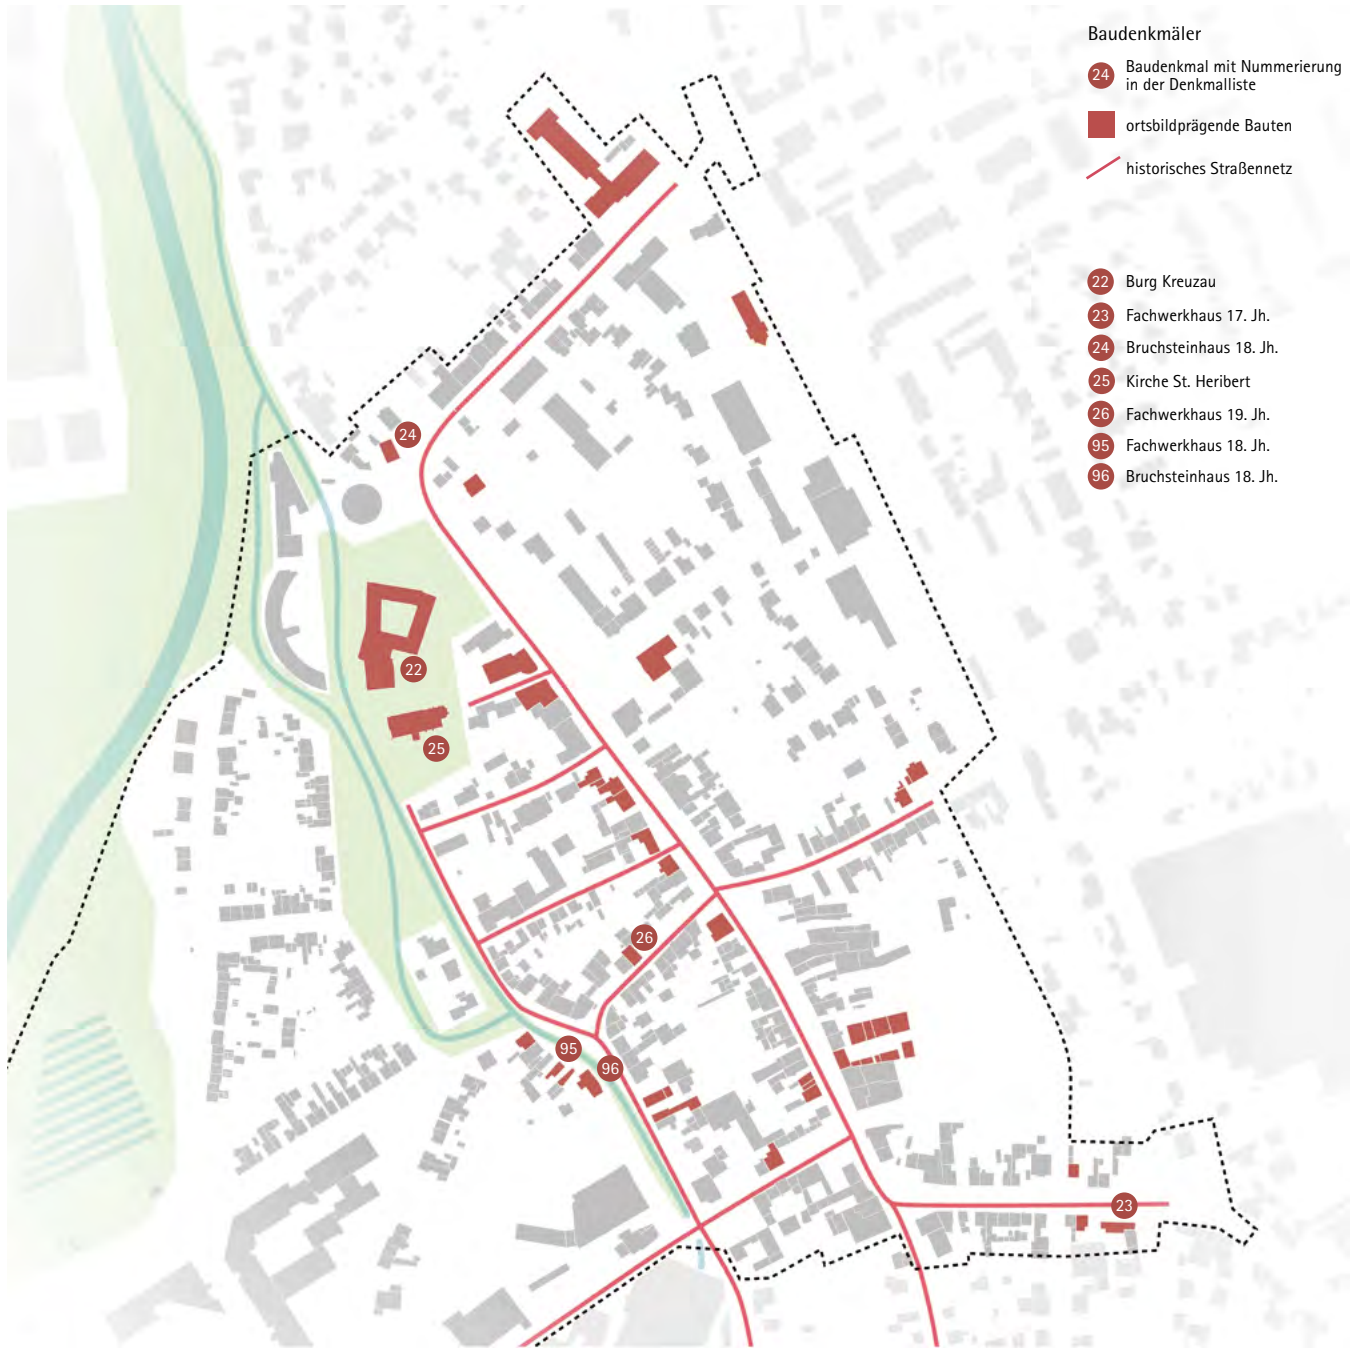 Baudenkmäler
24 Baudenkmal mit Nummerierung
in der Denkmalliste
ortsbildprägende Bauten
historisches Straßennetz
22 Burg Kreuzau
23 Fachwerkhaus 17. Jh.
24 Bruchsteinhaus 18. Jh.
25 Kirche St. Heribert
26 Fachwerkhaus 19. Jh.
95 Fachwerkhaus 18. Jh.
96 Bruchsteinhaus 18. Jh.
24
22
25
26
95
96
23